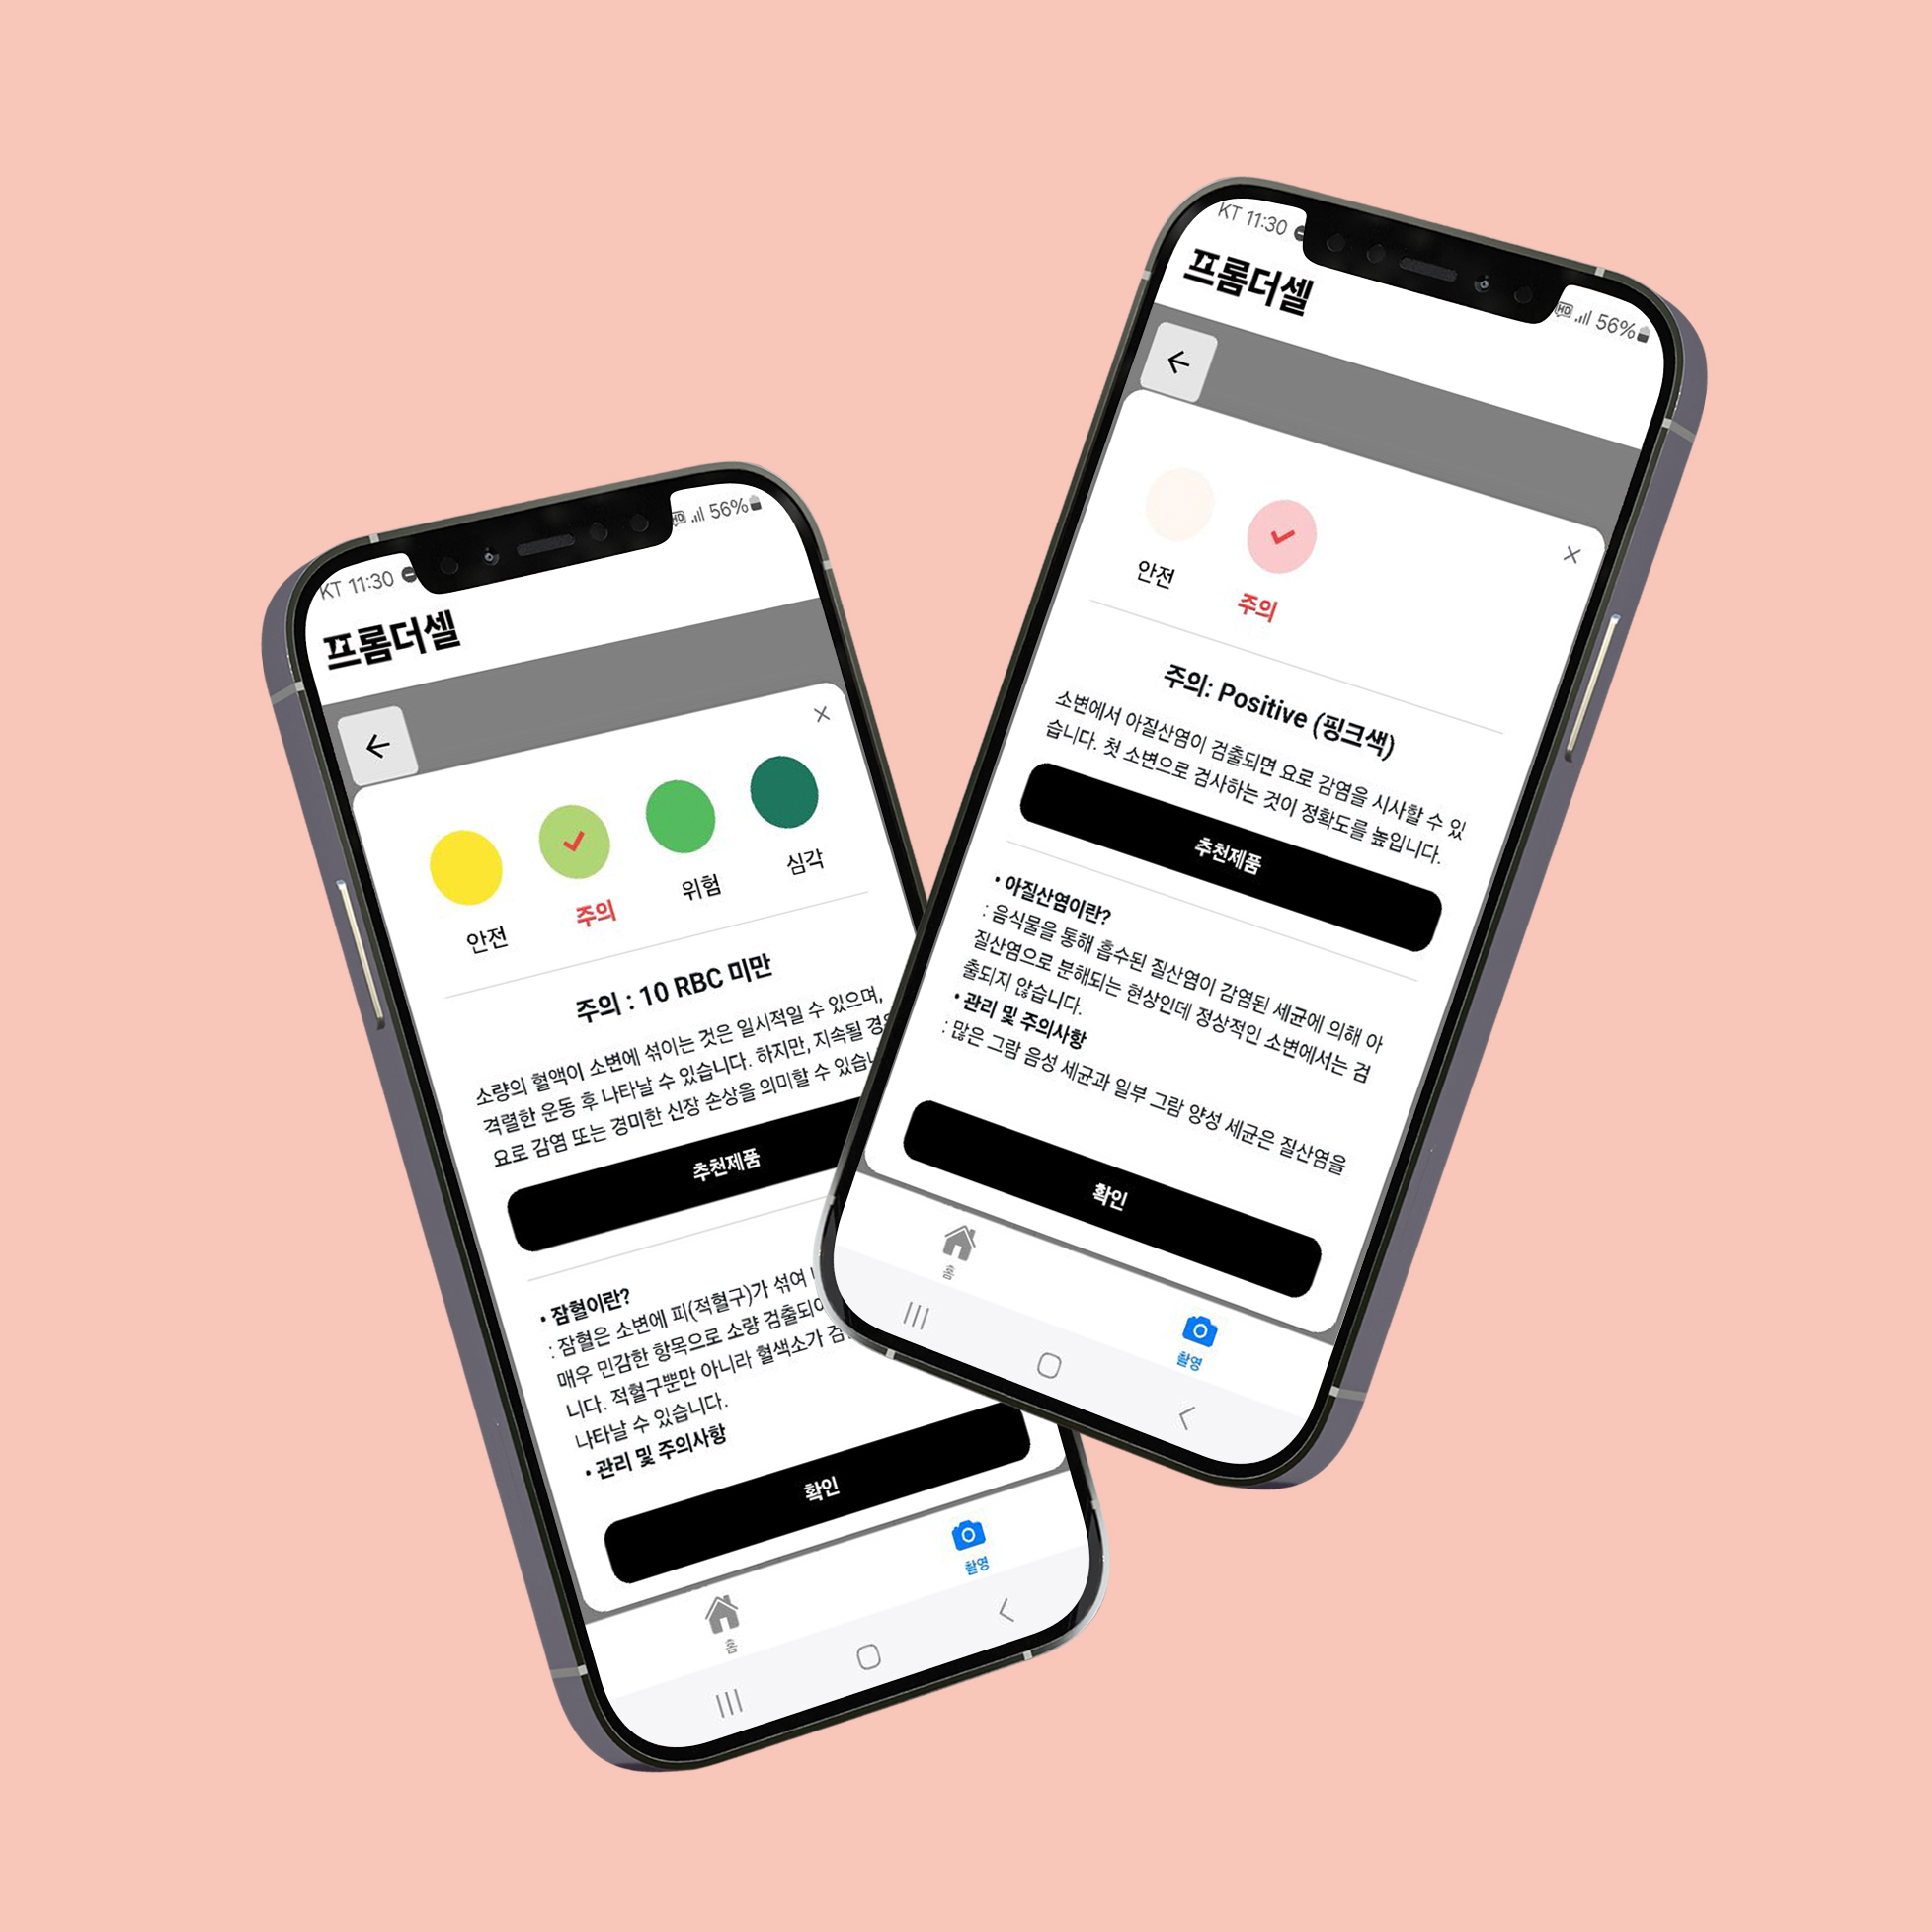 KT 11:30
56%
프롬더셀
안전
주의
위험
심각
주의 : 10 RBC 미만
소량의 혈액이 소변에 섞이는 것은 일시적일 수 있으며,
격렬한 운동 후 나타날 수 있습니다. 하지만, 지속될
요로 감염 또는 경미한 신장 손상을 의미할 수
추천제품
• 잠혈이란?
: 잠혈은 소변에 피(적혈구)가 섞여
매우 민감한 항목으로 소량
니다. 적혈구뿐만 아니라 혈색소가
나타날 수 있습니다.
• 관리 및 주의사항
확인
홈
촬영
KT 11:30
HD 56%
프롬더셀
안전
주의
주의: Positive (핑크색)
소변에서 아질산염이 검출되면 요로 감염을 시사할 수 있
습니다. 첫 소변으로 검사하는 것이 정확도를 높입니다.
추천제품
• 아질산염이란?
: 음식물을 통해 흡수된 질산염이 감염된 세균에 의해 아
질산염으로 분해되는 현상인데 정상적인 소변에서는 검
출되지 않습니다.
• 관리 및 주의사항
: 많은 그람 음성 세균과 일부 그람 양성 세균은 질산염을
확인
홈
촬영